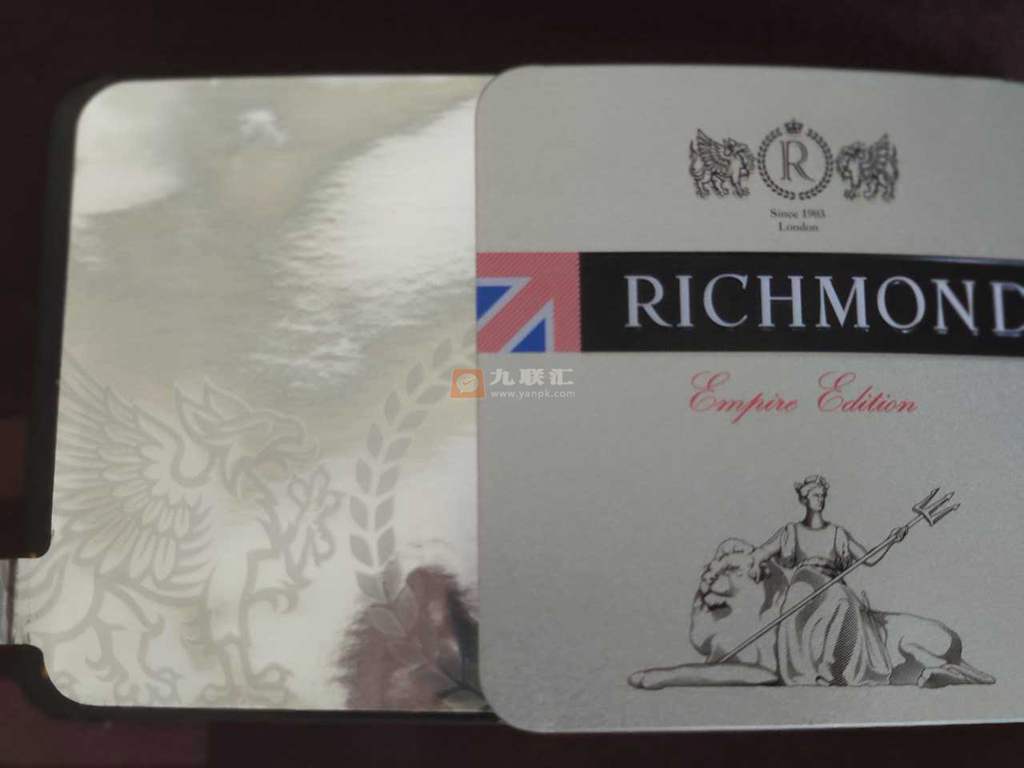 R
Since 1903
London
RICHMOND
Empire Edition
九联汇
www.yanpk.com